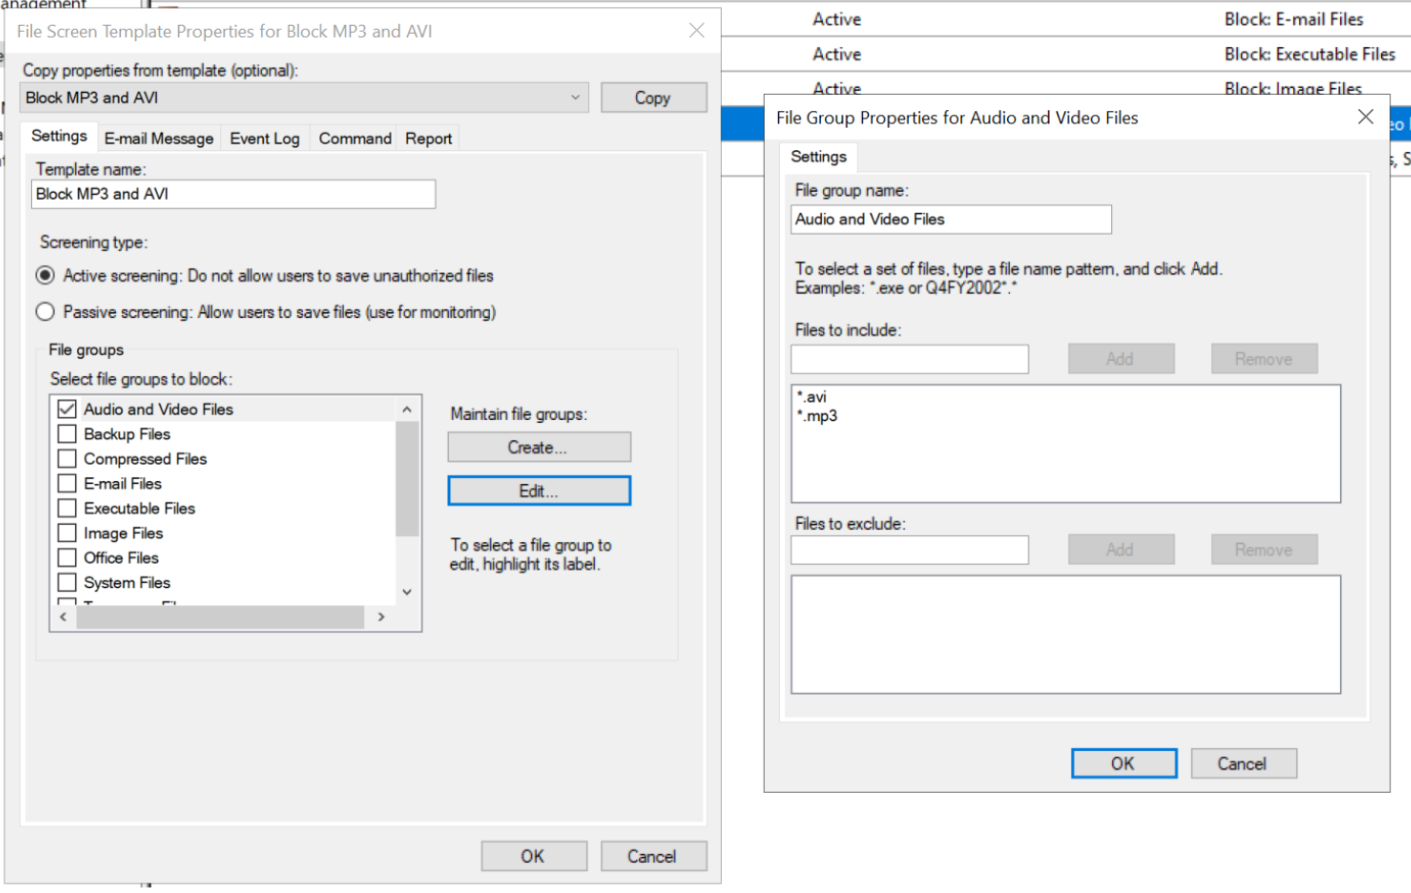 anagement
File Screen Template Properties for Block MP3 and AVI
Copy properties from template (optional):
Block MP3 and AVI
Copy
Settings
E-mail Message
Event Log
Command
Report
Template name:
Block MP3 and AVI
Screening type:
Active screening: Do not allow users to save unauthorized files
Passive screening: Allow users to save files (use for monitoring)
File groups
Select file groups to block:
Audio and Video Files
Backup Files
Compressed Files
E-mail Files
Executable Files
Image Files
Office Files
System Files
Maintain file groups:
Create...
Edit...
To select a file group to
edit, highlight its label.
OK
Cancel
Active
Block: E-mail Files
Active
Block: Executable Files
Active
Block: Image Files
File Group Properties for Audio and Video Files
Settings
File group name:
Audio and Video Files
To select a set of files, type a file name pattern, and click Add.
Examples: *.exe or Q4FY2002*.*
Files to include:
Add
Remove
*.avi
*.mp3
Files to exclude:
Add
Remove
OK
Cancel